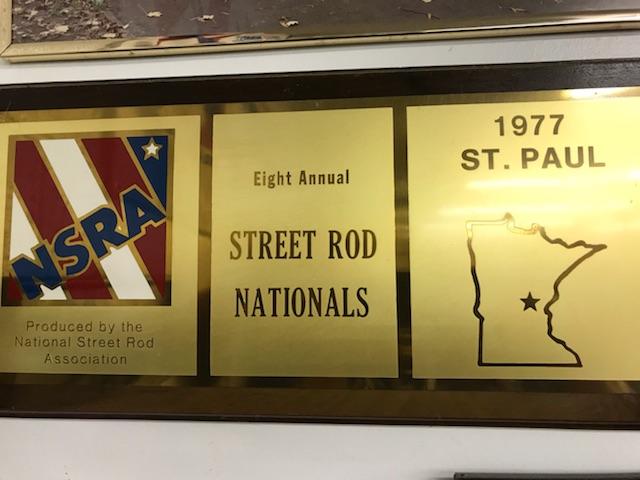 NSRA
Produced by the
National Street Rod
Association
Eight Annual
STREET ROD
NATIONALS
1977
ST. PAUL